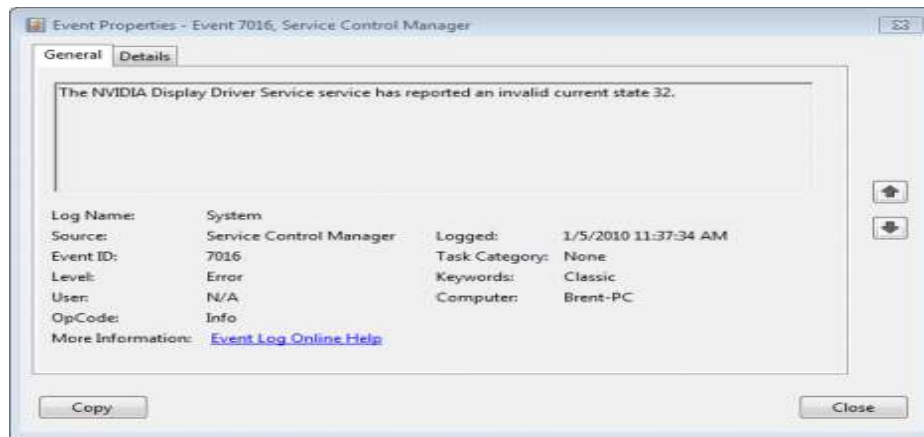 Event Properties - Event 7016, Service Control Manager
General Details
The NVIDIA Display Driver Service service has reported an invalid current state 32.
Log Name: System
Source: Service Control Manager Logged: 1/5/2010 11:37:34 AM
Event ID: 7016 Task Category: None
Level: Error Keywords: Classic
User: N/A Computer: Brent-PC
OpCode: Info
More Information: Event Log Online Help
Copy Close